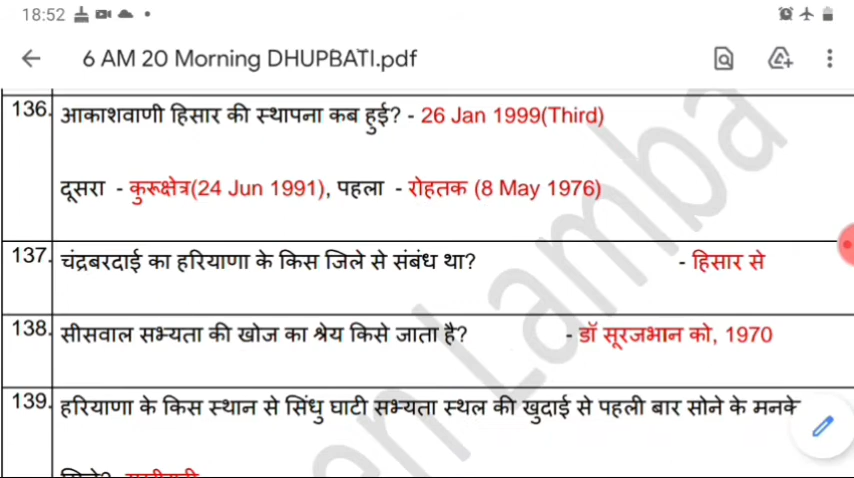 18:52
6 AM 20 Morning DHUPBATI.pdf
136. आकाशवाणी हिसार की स्थापना कब हुई? - 26 Jan 1999(Third)
दूसरा - कुरूक्षेत्र(24 Jun 1991), पहला - रोहतक (8 May 1976)
137. चंद्रबरदाई का हरियाणा के किस जिले से संबंध था? - हिसार से
138. सीसवाल सभ्यता की खोज का श्रेय किसे जाता है? - डॉ सूरजभान को, 1970
139. हरियाणा के किस स्थान से सिंधु घाटी सभ्यता स्थल की खुदाई से पहली बार सोने के मनके
en Lamba